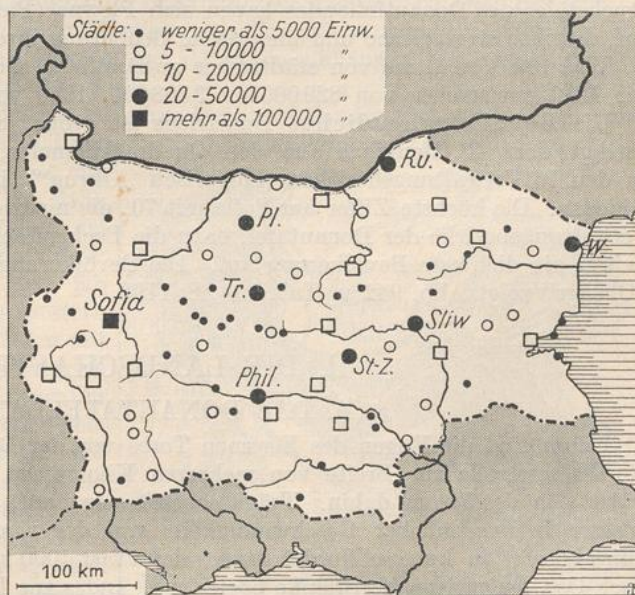 Städte: • weniger als 5000 Einw.
○ 5 - 10000 „
□ 10 - 20000 „
● 20 - 50000 „
■ mehr als 100000 „
Ru.
Pl.
W.
Tr.
Sofia
Sliw
St.-Z.
Phil.
100 km